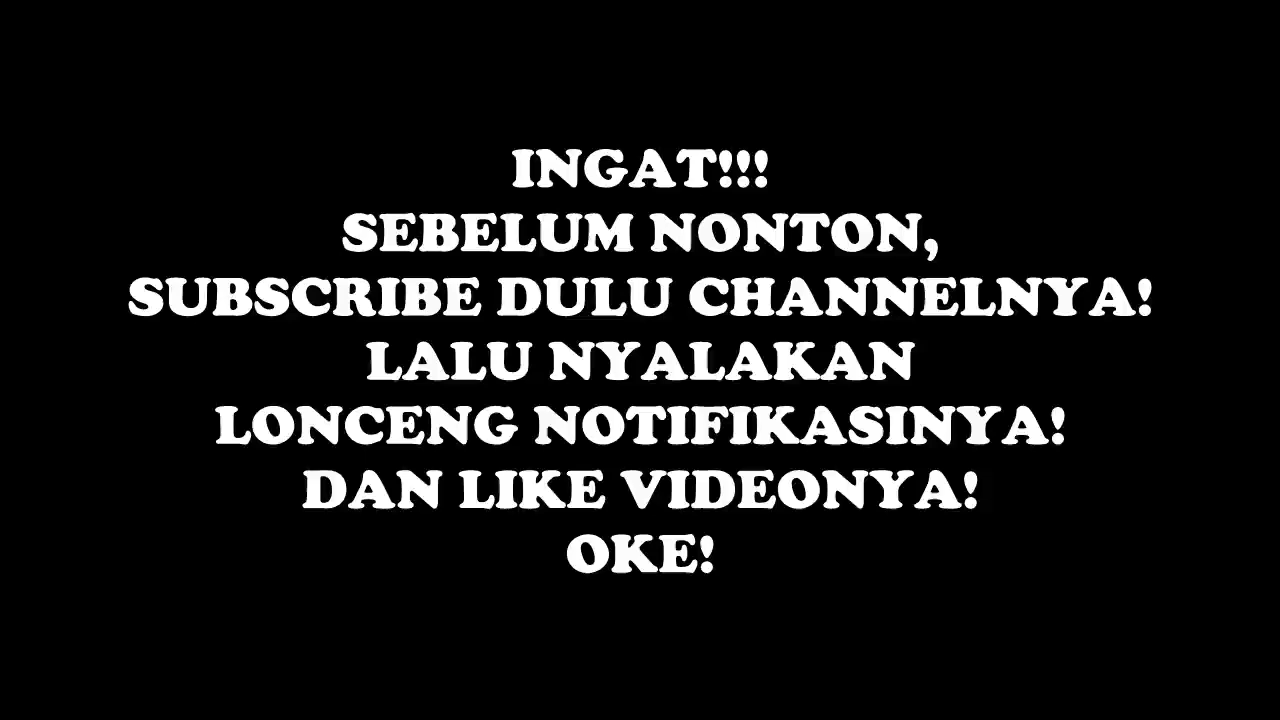 INGAT!!!
SEBELUM NONTON,
SUBSCRIBE DULU CHANNELNYA!
LALU NYALAKAN
LONCENG NOTIFIKASINYA!
DAN LIKE VIDEONYA!
OKE!